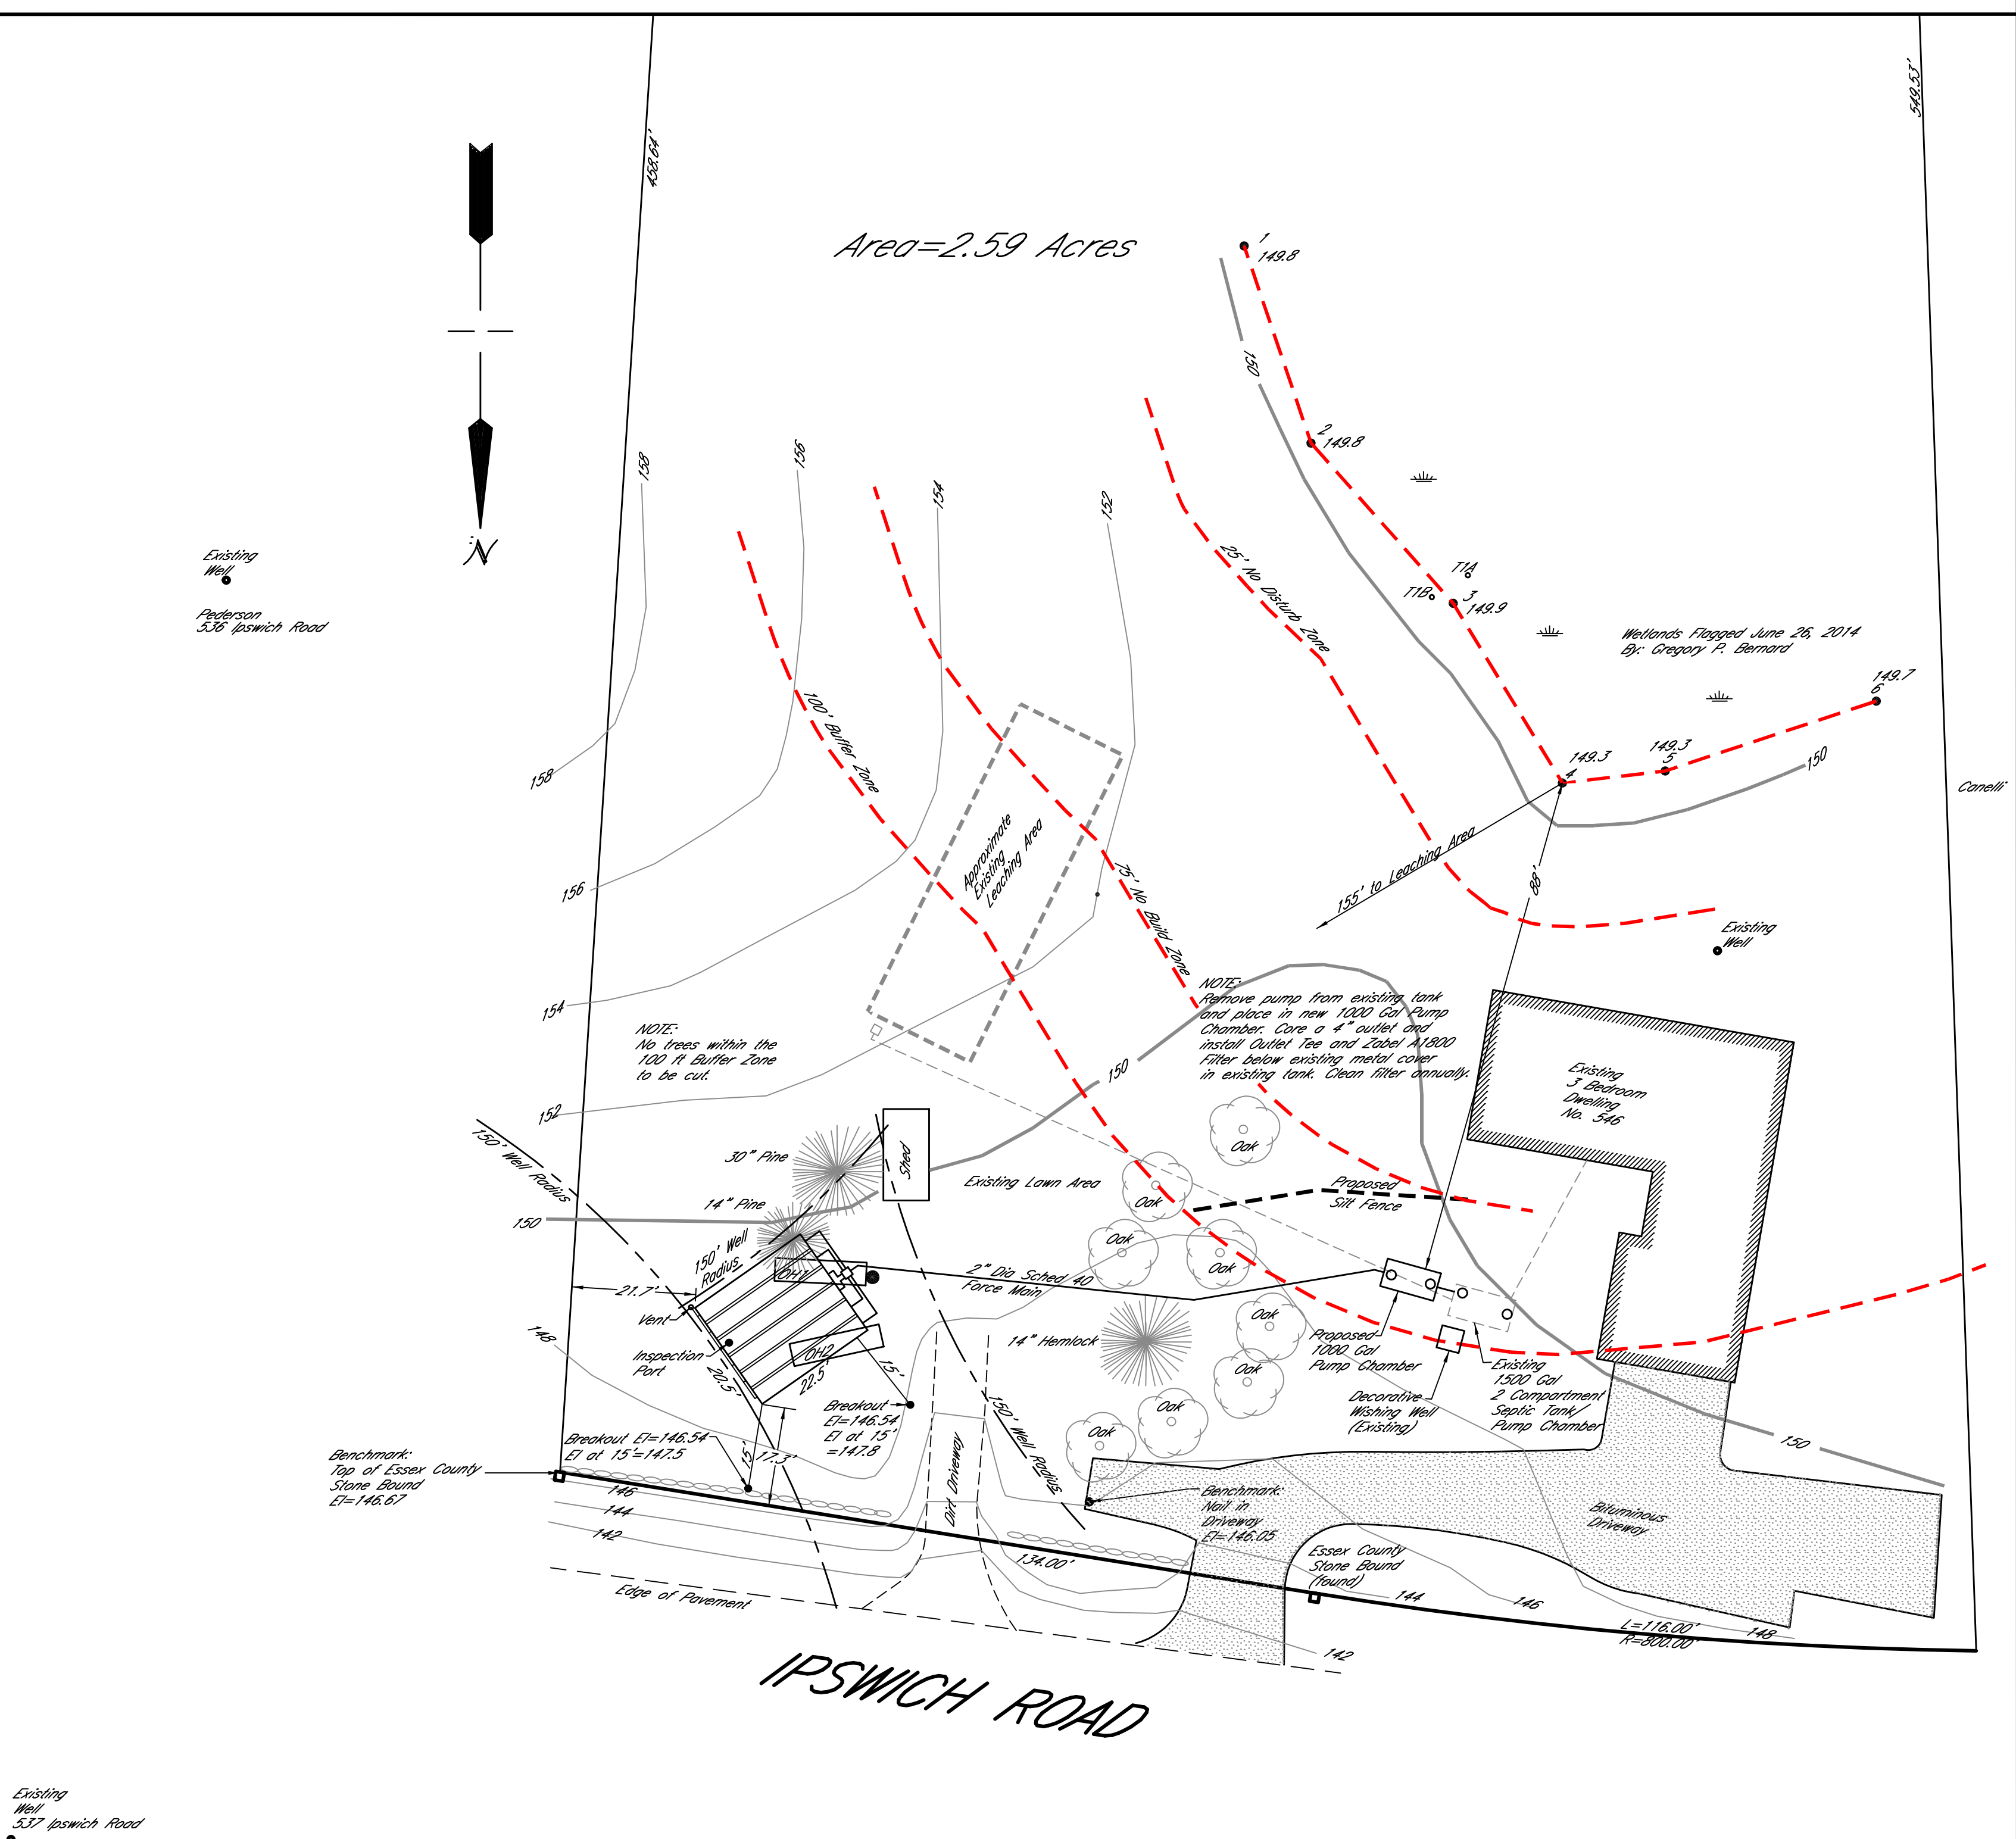 549.53'
458.64'
Area=2.59 Acres
1
149.8
150
2
149.8
158
156
154
152
N
Existing
Well
Pederson
536 Ipswich Road
25' No Disturb Zone
T1A
T1B
3
149.9
Wetlands Flagged June 26, 2014
By: Gregory P. Bernard
149.7
6
100' Buffer Zone
149.3
4
149.3
5
150
158
Canelli
Approximate
Existing
Leaching Area
155' to Leaching Area
75' No Build Zone
88'
156
Existing
Well
154
NOTE:
No trees within the
100 ft Buffer Zone
to be cut.
NOTE:
Remove pump from existing tank
and place in new 1000 Gal Pump
Chamber. Core a 4" outlet and
install Outlet Tee and Zabel A1800
Filter below existing metal cover
in existing tank. Clean filter annually.
150
Existing
3 Bedroom
Dwelling
No. 546
152
150' Well Radius
30" Pine
Shed
Oak
Existing Lawn Area
14" Pine
Oak
Proposed
Silt Fence
150
150' Well
Radius
Oak
Oak
OH1
2" Dia Sched 40
Force Main
21.7'
Vent
148
14" Hemlock
Oak
Proposed
1000 Gal
Pump Chamber
Inspection
Port
OH2
20.5'
22.5'
15'
Oak
Existing
1500 Gal
2 Compartment
Septic Tank/
Pump Chamber
Decorative
Wishing Well
(Existing)
Breakout
El=146.54
El at 15'
=147.8
150' Well Radius
Oak
Oak
Breakout El=146.54
El at 15'=147.5
15'
17.3'
150
Benchmark:
Top of Essex County
Stone Bound
El=146.67
Dirt Driveway
146
144
142
Benchmark:
Nail in
Driveway
El=146.05
Bituminous
Driveway
134.00'
Essex County
Stone Bound
(found)
Edge of Pavement
144
146
L=116.00'
R=800.00'
148
142
IPSWICH ROAD
Existing
Well
537 Ipswich Road